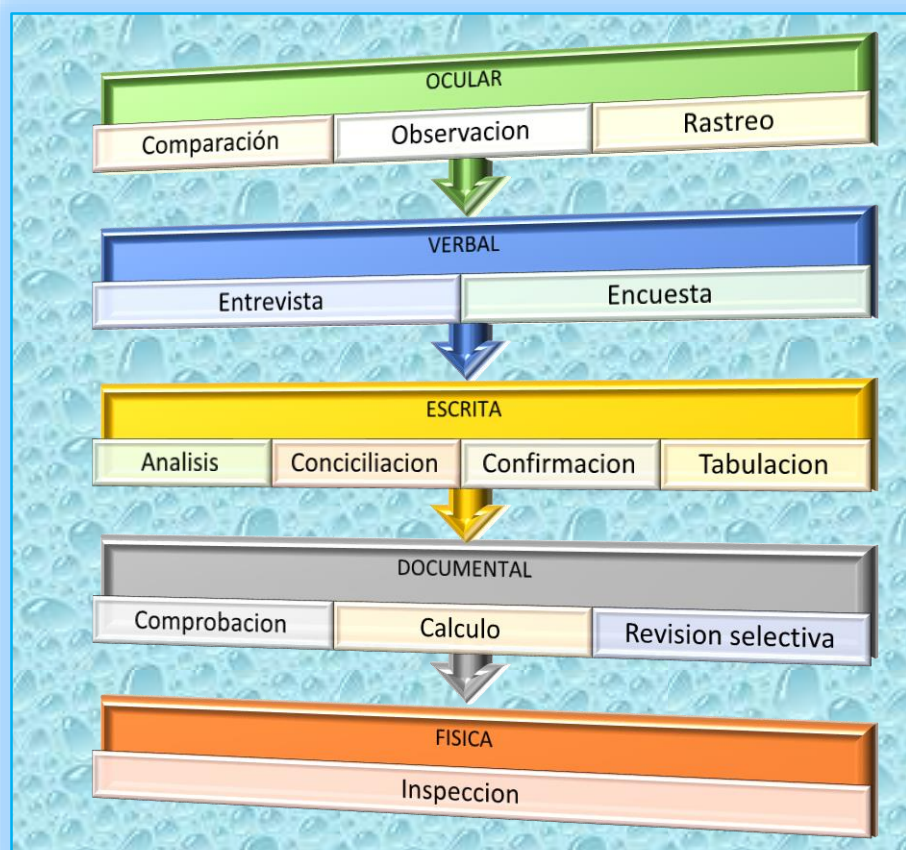 OCULAR
Comparación Observacion Rastreo
VERBAL
Entrevista Encuesta
ESCRITA
Analisis Conciciliacion Confirmacion Tabulacion
DOCUMENTAL
Comprobacion Calculo Revision selectiva
FISICA
Inspeccion